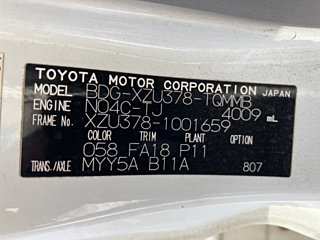 TOYOTA MOTOR CORPORATION JAPAN
MODEL BDG-XZU378-TQMMB
ENGINE N04C-TJ 4009 mL
FRAME No. XZU378-1001659
COLOR TRIM PLANT OPTION
058 FA18 P11
TRANS./AXLE MYY5A B11A 807